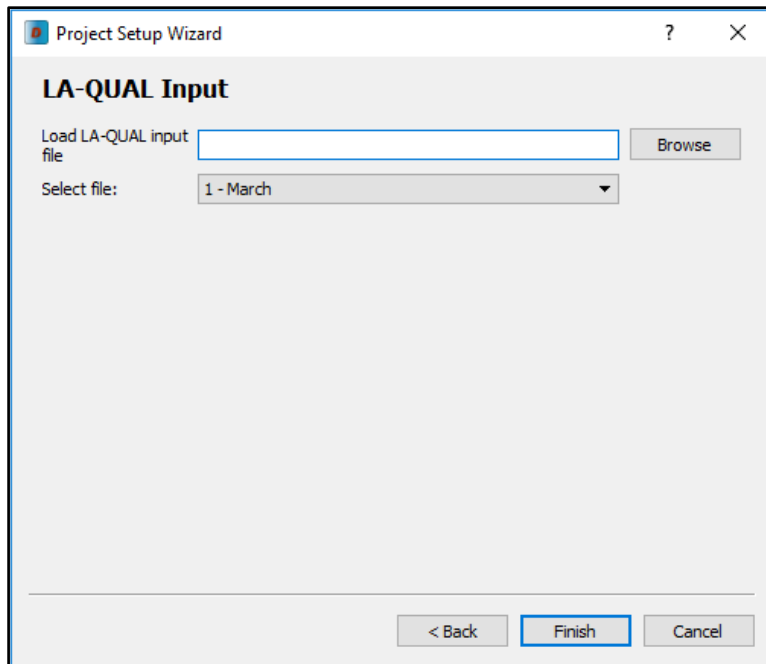 Project Setup Wizard
?
LA-QUAL Input
Load LA-QUAL input
file
Browse
Select file:
1 - March
< Back
Finish
Cancel